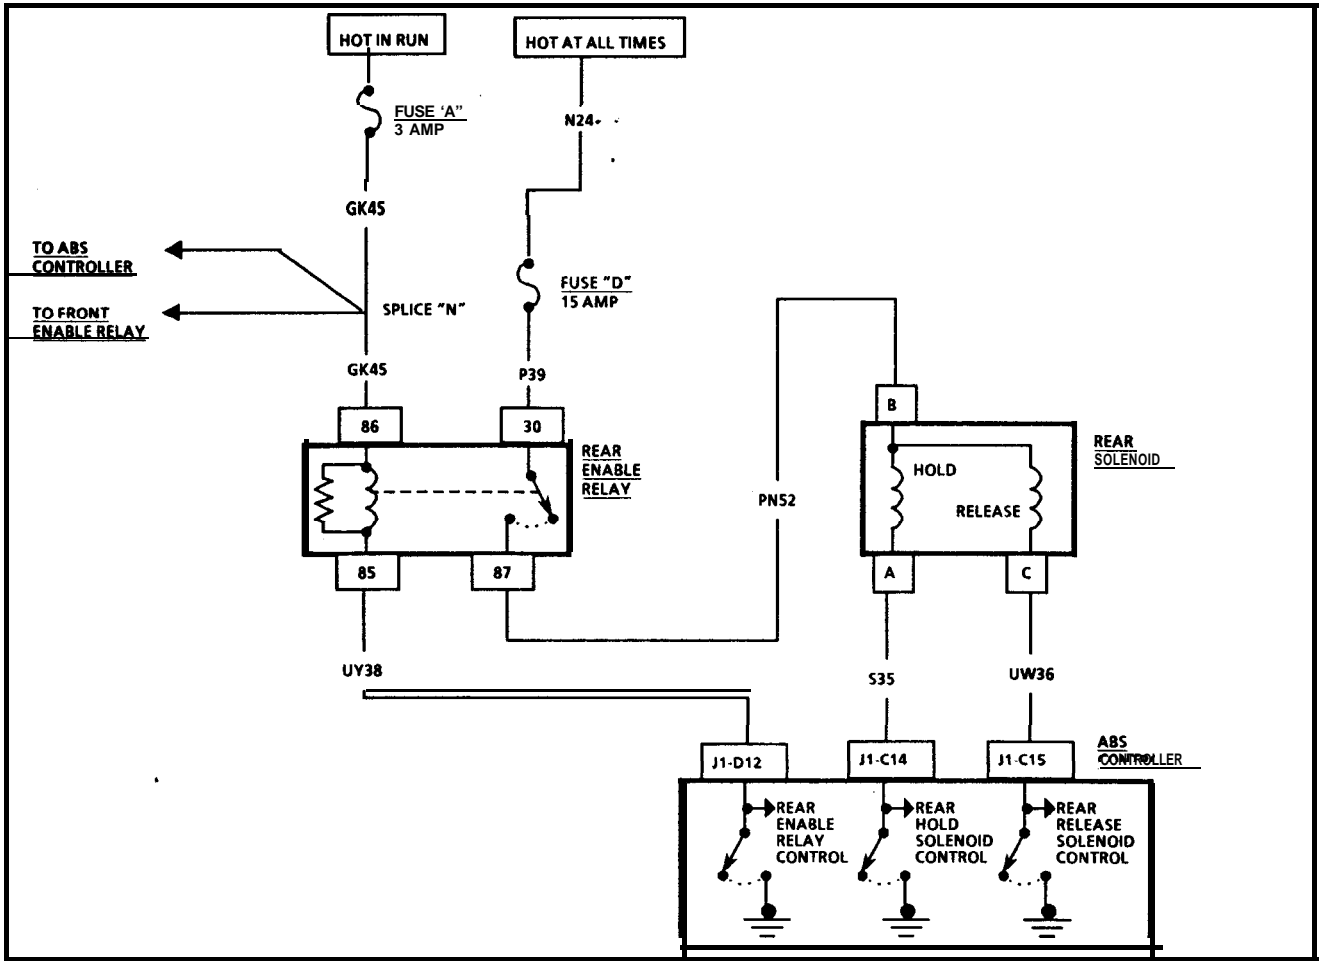 HOT IN RUN
HOT AT ALL TIMES
FUSE ‘A”
3 AMP
N24
GK45
TO ABS
CONTROLLER
FUSE "D"
15 AMP
SPLICE "N"
TO FRONT
ENABLE RELAY
GK45
P39
86
30
B
REAR
ENABLE
RELAY
REAR
SOLENOID
HOLD
RELEASE
PN52
85
87
A
C
UY38
S35
UW36
J1-D12
J1-C14
J1-C15
ABS
CONTROLLER
REAR
ENABLE
RELAY
CONTROL
REAR
HOLD
SOLENOID
CONTROL
REAR
RELEASE
SOLENOID
CONTROL